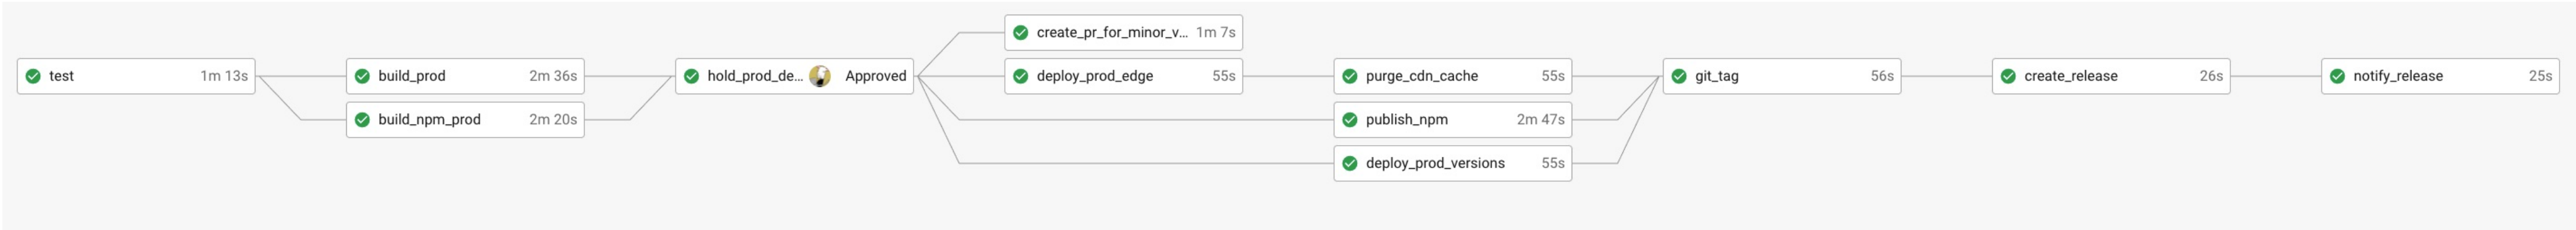 test 1m 13s
build_prod 2m 36s
build_npm_prod 2m 20s
hold_prod_de... Approved
create_pr_for_minor_v... 1m 7s
deploy_prod_edge 55s
purge_cdn_cache 55s
publish_npm 2m 47s
deploy_prod_versions 55s
git_tag 56s
create_release 26s
notify_release 25s